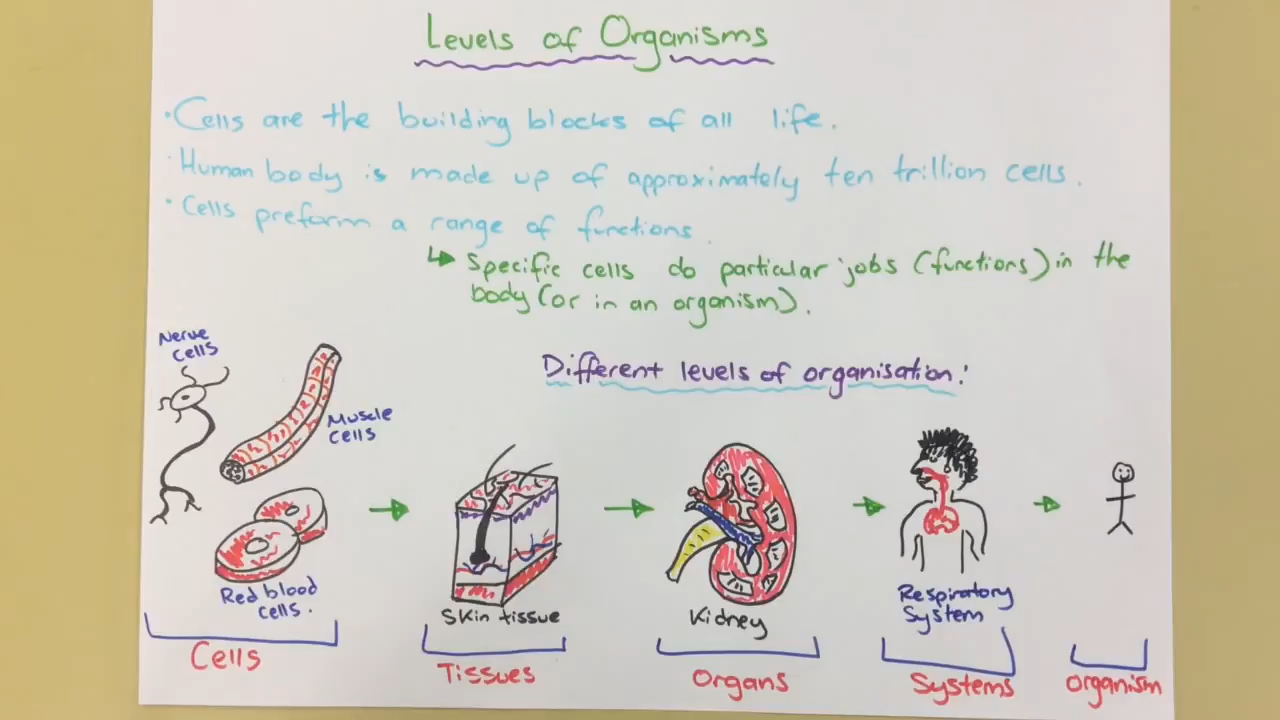 Levels of Organisms
· Cells are the building blocks of all life.
· Human body is made up of approximately ten trillion cells.
· Cells preform a range of functions.
↳ Specific cells do particular jobs (functions) in the
body (or in an organism).
Different levels of organisation:
Nerve
Cells
Muscle
Cells
Red blood
cells.
Skin tissue
Kidney
Respiratory
System
Cells
Tissues
Organs
Systems
Organism